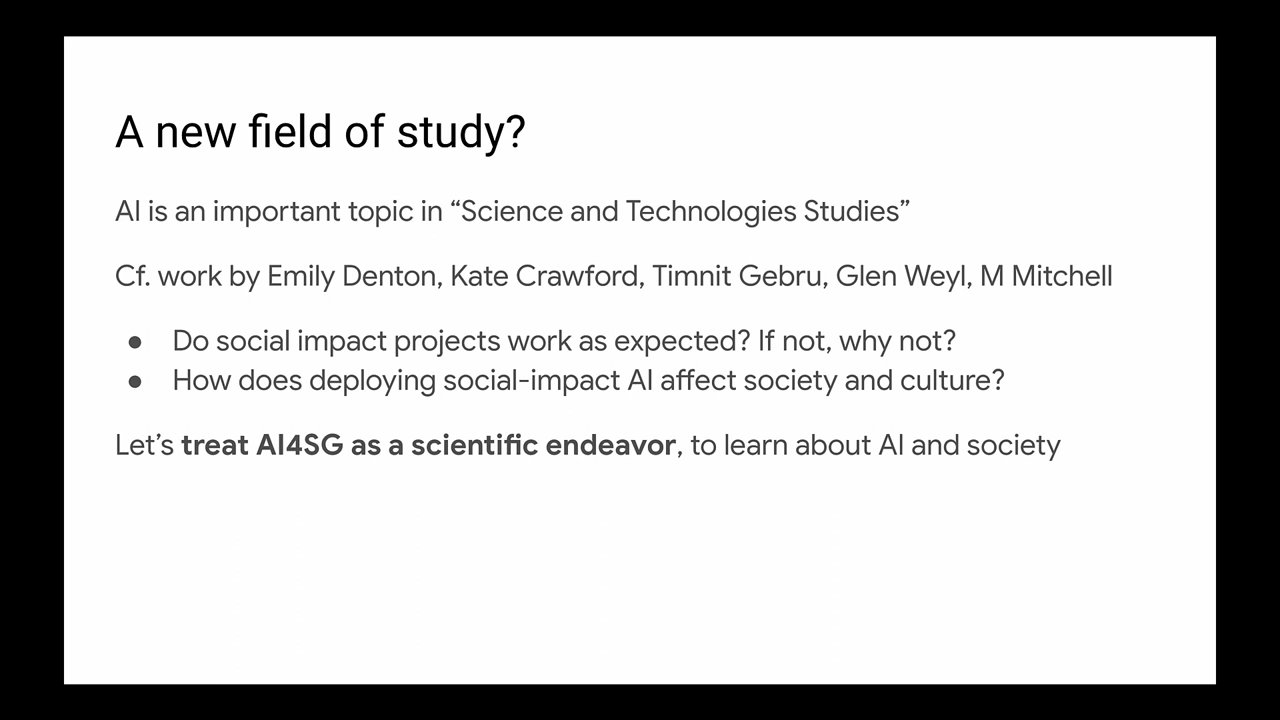 A new field of study?
AI is an important topic in “Science and Technologies Studies”
Cf. work by Emily Denton, Kate Crawford, Timnit Gebru, Glen Weyl, M Mitchell
● Do social impact projects work as expected? If not, why not?
● How does deploying social-impact AI affect society and culture?
Let’s treat AI4SG as a scientific endeavor, to learn about AI and society